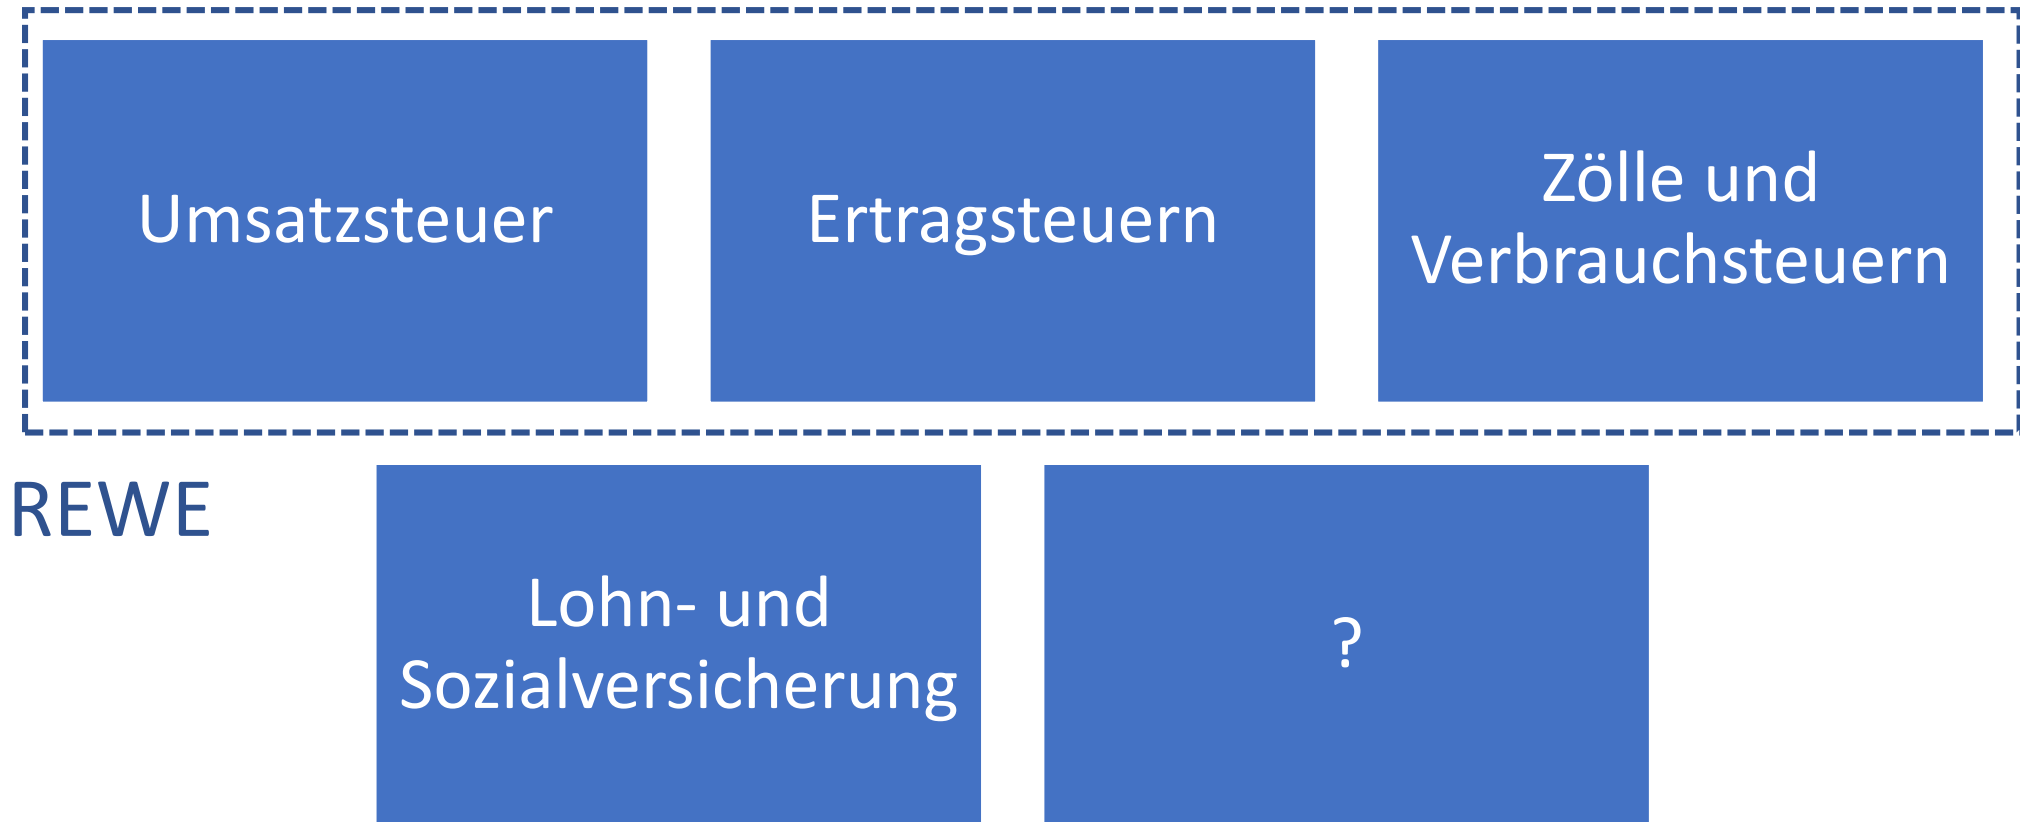 Umsatzsteuer
Ertragsteuern
Zölle und
Verbrauchsteuern
REWE
Lohn- und
Sozialversicherung
?